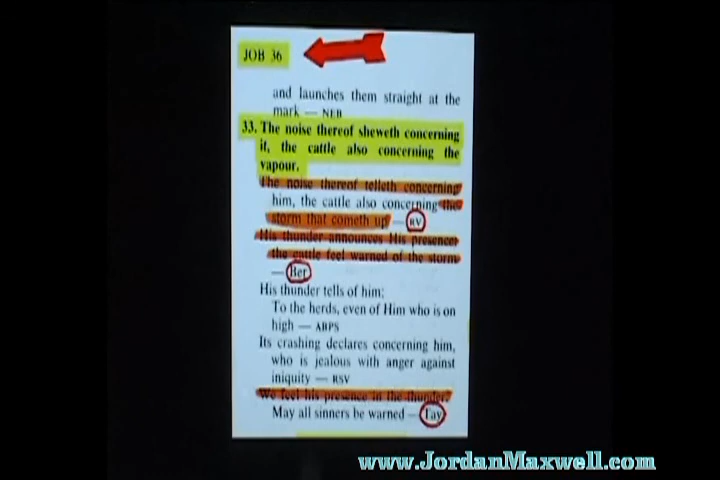 JOB 36
and launches them straight at the
mark — NEB
33. The noise thereof sheweth concerning
it, the cattle also concerning the
vapour.
The noise thereof telleth concerning
him, the cattle also concerning the
storm that cometh up — RV
His thunder announces His presence;
the cattle feel warned of the storm
— Ber
His thunder tells of him;
To the herds, even of Him who is on
high — ABPS
Its crashing declares concerning him,
who is jealous with anger against
iniquity — RSV
We feel his presence in the thunder.
May all sinners be warned — Tay
www.JordanMaxwell.com